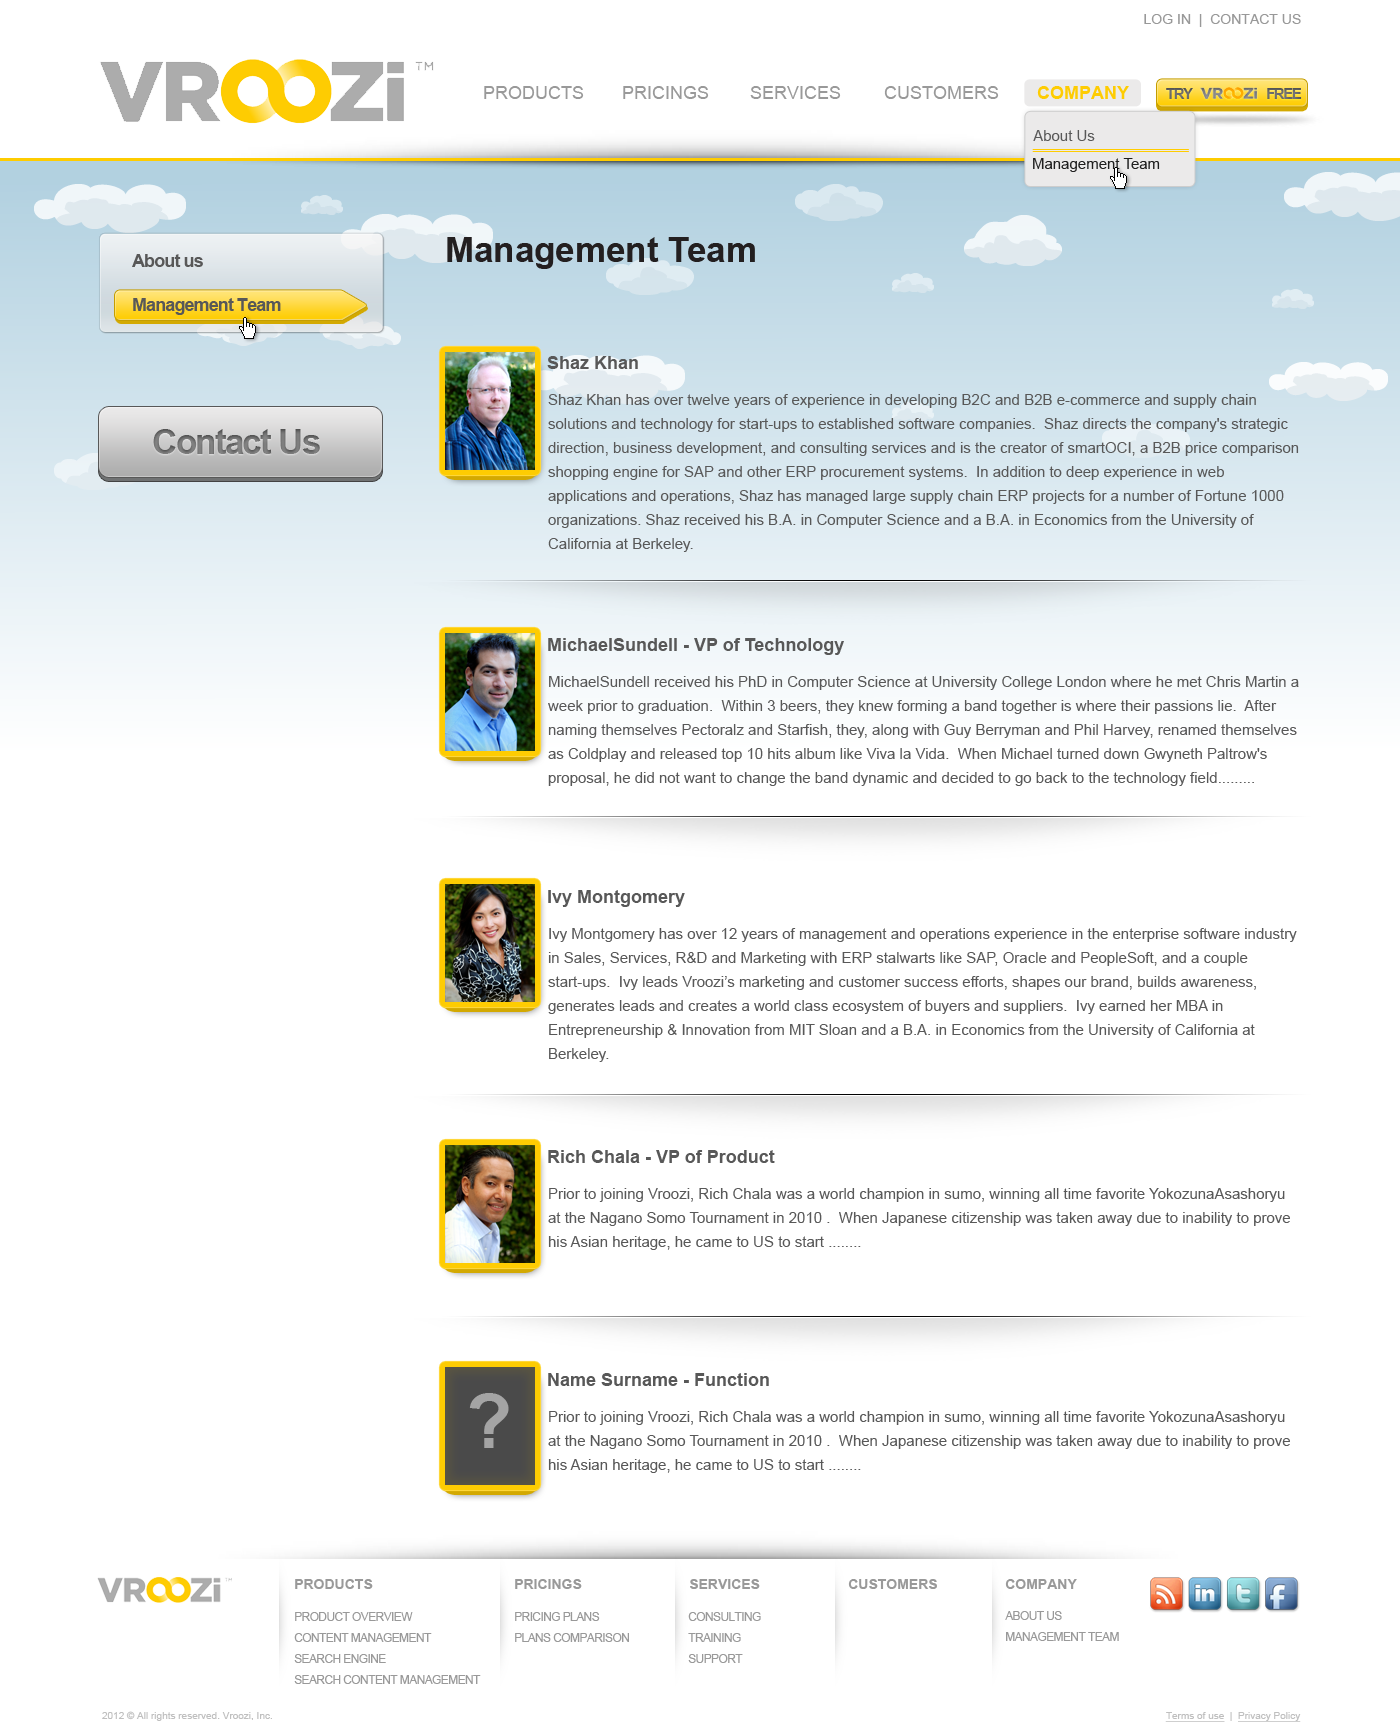 LOG IN | CONTACT US
VROOZi ™
PRODUCTS PRICINGS SERVICES CUSTOMERS COMPANY TRY VROOZi FREE
About Us
Management Team
About us
Management Team
Contact Us
Management Team
Shaz Khan
Shaz Khan has over twelve years of experience in developing B2C and B2B e-commerce and supply chain
solutions and technology for start-ups to established software companies.  Shaz directs the company's strategic
direction, business development, and consulting services and is the creator of smartOCI, a B2B price comparison
shopping engine for SAP and other ERP procurement systems.  In addition to deep experience in web
applications and operations, Shaz has managed large supply chain ERP projects for a number of Fortune 1000
organizations. Shaz received his B.A. in Computer Science and a B.A. in Economics from the University of
California at Berkeley.
MichaelSundell - VP of Technology
MichaelSundell received his PhD in Computer Science at University College London where he met Chris Martin a
week prior to graduation.  Within 3 beers, they knew forming a band together is where their passions lie.  After
naming themselves Pectoralz and Starfish, they, along with Guy Berryman and Phil Harvey, renamed themselves
as Coldplay and released top 10 hits album like Viva la Vida.  When Michael turned down Gwyneth Paltrow's
proposal, he did not want to change the band dynamic and decided to go back to the technology field.........
Ivy Montgomery
Ivy Montgomery has over 12 years of management and operations experience in the enterprise software industry
in Sales, Services, R&D and Marketing with ERP stalwarts like SAP, Oracle and PeopleSoft, and a couple
start-ups.  Ivy leads Vroozi’s marketing and customer success efforts, shapes our brand, builds awareness,
generates leads and creates a world class ecosystem of buyers and suppliers.  Ivy earned her MBA in
Entrepreneurship & Innovation from MIT Sloan and a B.A. in Economics from the University of California at
Berkeley.
Rich Chala - VP of Product
Prior to joining Vroozi, Rich Chala was a world champion in sumo, winning all time favorite YokozunaAsashoryu
at the Nagano Somo Tournament in 2010 .  When Japanese citizenship was taken away due to inability to prove
his Asian heritage, he came to US to start ........
?
Name Surname - Function
Prior to joining Vroozi, Rich Chala was a world champion in sumo, winning all time favorite YokozunaAsashoryu
at the Nagano Somo Tournament in 2010 .  When Japanese citizenship was taken away due to inability to prove
his Asian heritage, he came to US to start ........
VROOZi ™
PRODUCTS
PRODUCT OVERVIEW
CONTENT MANAGEMENT
SEARCH ENGINE
SEARCH CONTENT MANAGEMENT
PRICINGS
PRICING PLANS
PLANS COMPARISON
SERVICES
CONSULTING
TRAINING
SUPPORT
CUSTOMERS
COMPANY
ABOUT US
MANAGEMENT TEAM
in t f
2012 © All rights reserved. Vroozi, Inc.
Terms of use | Privacy Policy